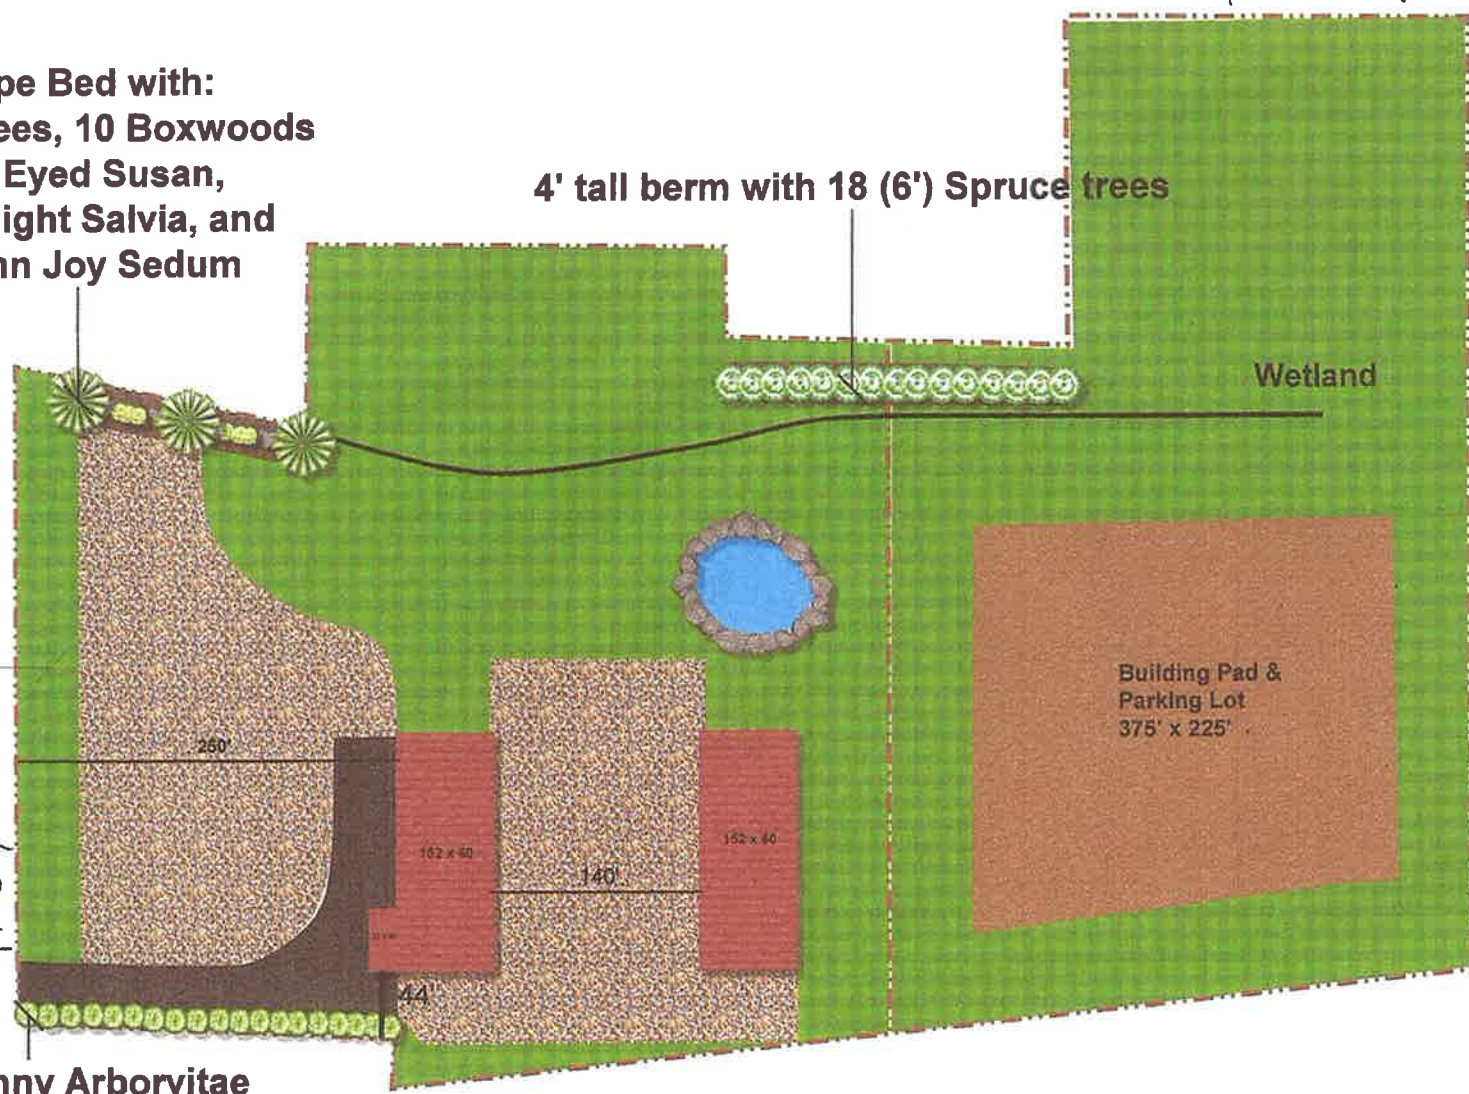 pe Bed with:
ees, 10 Boxwoods
Eyed Susan,
ight Salvia, and
nn Joy Sedum
4' tall berm with 18 (6') Spruce trees
Wetland
Building Pad &
Parking Lot
375' x 225'
250'
152 x 60
152 x 60
140'
44'
nny Arborvitae